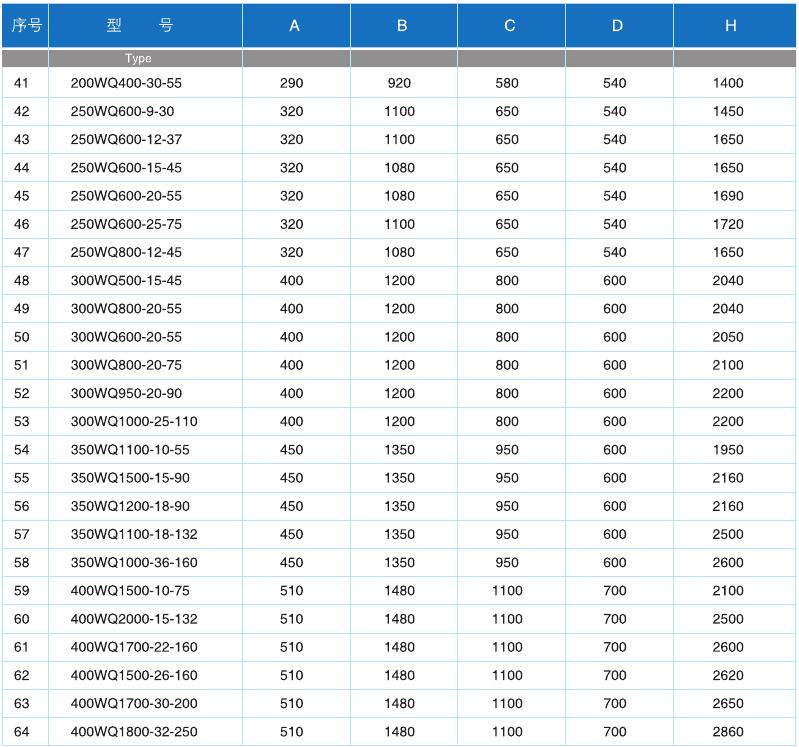 序号 型 号 A B C D H
Type
41 200WQ400-30-55 290 920 580 540 1400
42 250WQ600-9-30 320 1100 650 540 1450
43 250WQ600-12-37 320 1100 650 540 1650
44 250WQ600-15-45 320 1080 650 540 1650
45 250WQ600-20-55 320 1080 650 540 1690
46 250WQ600-25-75 320 1100 650 540 1720
47 250WQ800-12-45 320 1080 650 540 1650
48 300WQ500-15-45 400 1200 800 600 2040
49 300WQ800-20-55 400 1200 800 600 2040
50 300WQ600-20-55 400 1200 800 600 2050
51 300WQ800-20-75 400 1200 800 600 2100
52 300WQ950-20-90 400 1200 800 600 2200
53 300WQ1000-25-110 400 1200 800 600 2200
54 350WQ1100-10-55 450 1350 950 600 1950
55 350WQ1500-15-90 450 1350 950 600 2160
56 350WQ1200-18-90 450 1350 950 600 2160
57 350WQ1100-18-132 450 1350 950 600 2500
58 350WQ1000-36-160 450 1350 950 600 2600
59 400WQ1500-10-75 510 1480 1100 700 2100
60 400WQ2000-15-132 510 1480 1100 700 2500
61 400WQ1700-22-160 510 1480 1100 700 2600
62 400WQ1500-26-160 510 1480 1100 700 2620
63 400WQ1700-30-200 510 1480 1100 700 2650
64 400WQ1800-32-250 510 1480 1100 700 2860